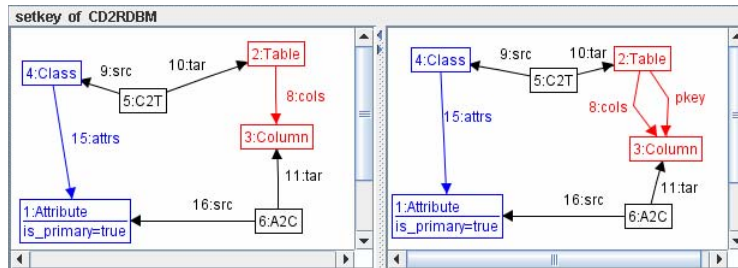 setkey of CD2RDBM
2:Table
10:tar
9:src
4:Class
5:C2T
8:cols
15:attrs
3:Column
11:tar
16:src
1:Attribute
is_primary=true
6:A2C
2:Table
10:tar
9:src
4:Class
5:C2T
pkey
8:cols
15:attrs
3:Column
11:tar
16:src
1:Attribute
is_primary=true
6:A2C